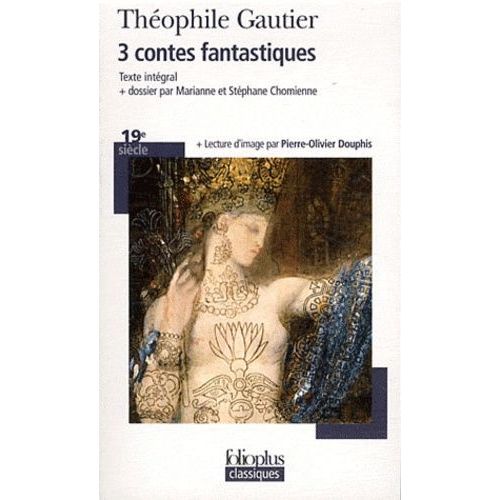 Théophile Gautier
3 contes fantastiques
Texte intégral
+ dossier par Marianne et Stéphane Chomienne
19e
siècle
+ Lecture d'image par Pierre-Olivier Douphis
folioplus
classiques